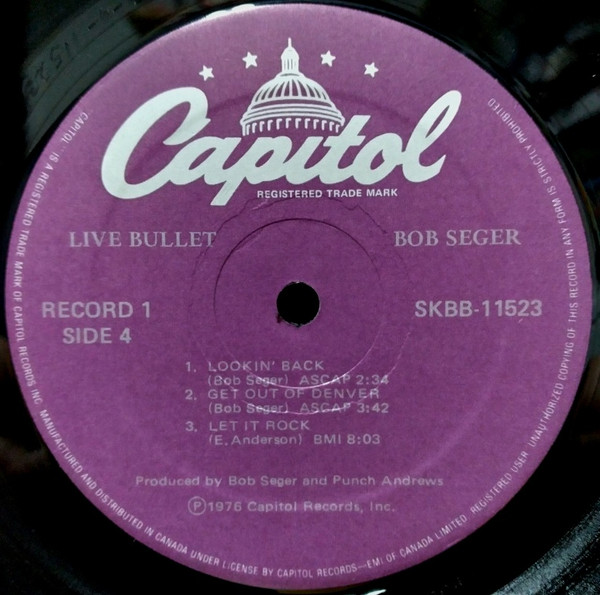 Capitol
REGISTERED TRADE MARK
LIVE BULLET
BOB SEGER
RECORD 1
SIDE 4
SKBB-11523
1. LOOKIN' BACK
(Bob Seger) ASCAP 2:34
2. GET OUT OF DENVER
(Bob Seger) ASCAP 3:42
3. LET IT ROCK
(E. Anderson) BMI 8:03
Produced by Bob Seger and Punch Andrews
Ⓟ1976 Capitol Records, Inc.
"CAPITOL" IS A REGISTERED TRADE MARK OF CAPITOL RECORDS INC. MANUFACTURED AND DISTRIBUTED IN CANADA UNDER LICENSE BY CAPITOL RECORDS—EMI OF CANADA LIMITED. REGISTERED USER. UNAUTHORIZED COPYING OF THIS RECORD IN ANY FORM IS STRICTLY PROHIBITED